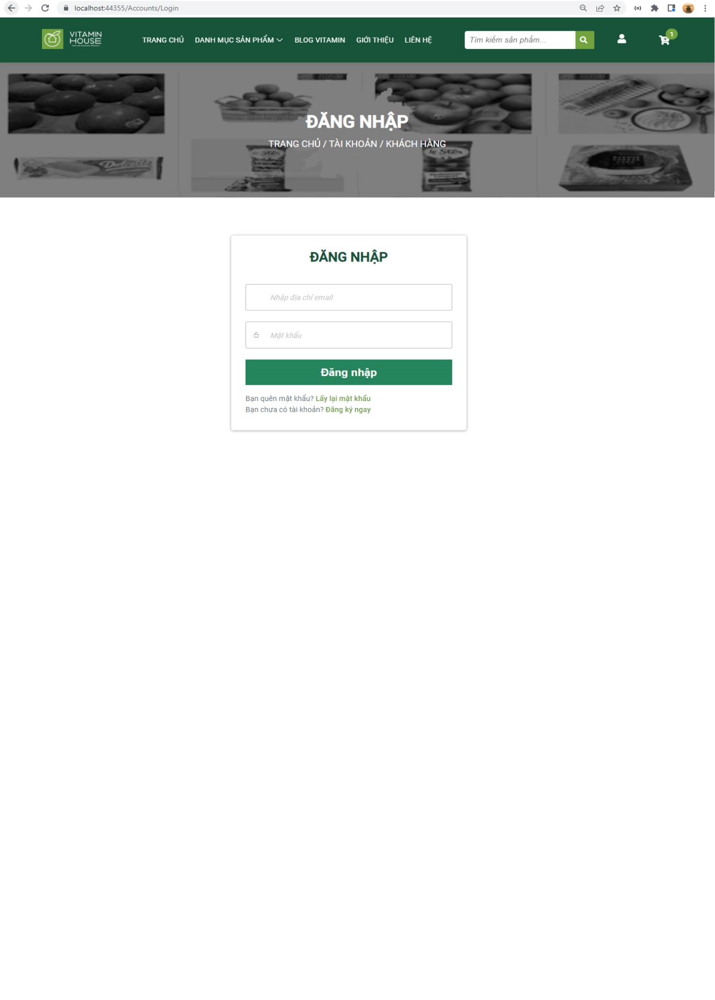 localhost:44355/Accounts/Login
VITAMIN
HOUSE
TRANG CHỦ DANH MỤC SẢN PHẨM BLOG VITAMIN GIỚI THIỆU LIÊN HỆ
Tìm kiếm sản phẩm...
1
ĐĂNG NHẬP
TRANG CHỦ / TÀI KHOẢN / KHÁCH HÀNG
ĐĂNG NHẬP
Nhập địa chỉ email
Mật khẩu
Đăng nhập
Bạn quên mật khẩu? Lấy lại mật khẩu
Bạn chưa có tài khoản? Đăng ký ngay